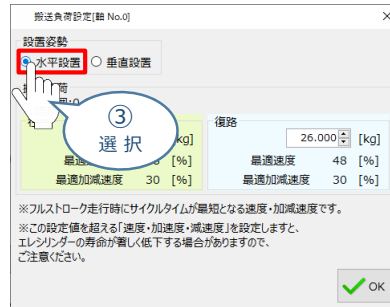 搬送負荷設定[軸 No.0]
設置姿勢
水平設置 垂直設置
③
選 択
kg]
[%]
最適加減速度 30 [%]
復路
26.000 [kg]
最適速度 48 [%]
最適加減速度 30 [%]
※フルストローク走行時にサイクルタイムが最短となる速度・加減速度です。
※この設定値を超える「速度・加速度・減速度」を設定しますと、
エレシリンダーの寿命が著しく低下する場合がありますので、
ご注意ください。
OK